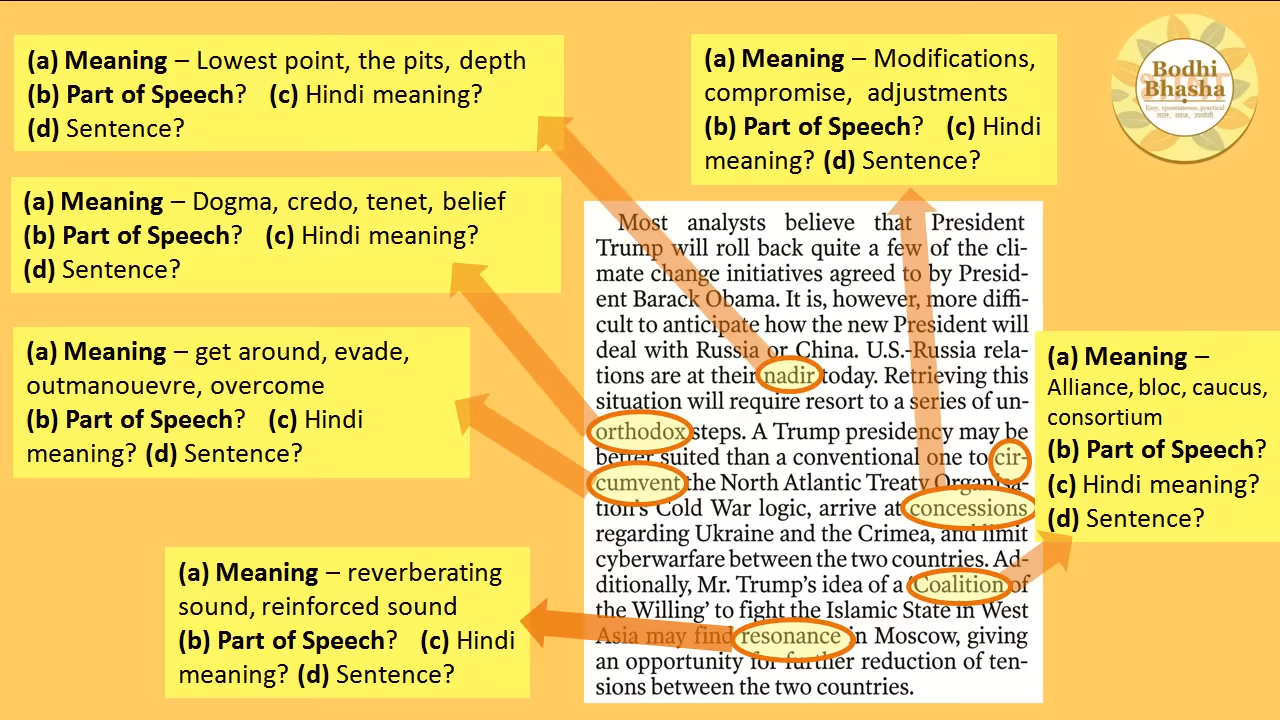 (a) Meaning – Lowest point, the pits, depth
(b) Part of Speech? (c) Hindi meaning?
(d) Sentence?
(a) Meaning – Modifications,
compromise, adjustments
(b) Part of Speech? (c) Hindi
meaning? (d) Sentence?
Bodhi
Bhasha
Easy, spontaneous, practical
सरल, सहज, उपयोगी
(a) Meaning – Dogma, credo, tenet, belief
(b) Part of Speech? (c) Hindi meaning?
(d) Sentence?
(a) Meaning – get around, evade,
outmanouevre, overcome
(b) Part of Speech? (c) Hindi
meaning? (d) Sentence?
Most analysts believe that President
Trump will roll back quite a few of the cli-
mate change initiatives agreed to by Presid-
ent Barack Obama. It is, however, more diffi-
cult to anticipate how the new President will
deal with Russia or China. U.S.-Russia rela-
tions are at their nadir today. Retrieving this
situation will require resort to a series of un-
orthodox steps. A Trump presidency may be
better suited than a conventional one to cir-
cumvent the North Atlantic Treaty Organisa-
tion's Cold War logic, arrive at concessions
regarding Ukraine and the Crimea, and limit
cyberwarfare between the two countries. Ad-
ditionally, Mr. Trump's idea of a 'Coalition of
the Willing' to fight the Islamic State in West
Asia may find resonance in Moscow, giving
an opportunity for further reduction of ten-
sions between the two countries.
(a) Meaning –
Alliance, bloc, caucus,
consortium
(b) Part of Speech?
(c) Hindi meaning?
(d) Sentence?
(a) Meaning – reverberating
sound, reinforced sound
(b) Part of Speech? (c) Hindi
meaning? (d) Sentence?